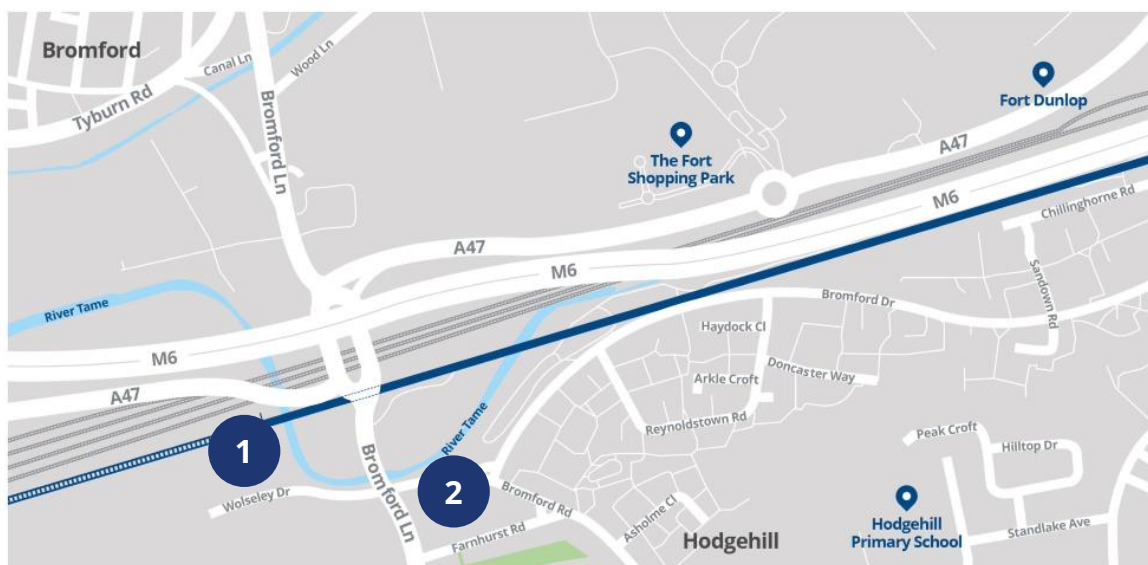 Bromford
Canal Ln
Wood Ln
Tyburn Rd
Bromford Ln
Fort Dunlop
The Fort
Shopping Park
A47
M6
Chillinghorne Rd
A47
M6
Sandown Rd
River Tame
Bromford Dr
Haydock Cl
M6
Doncaster Way
Arkle Croft
A47
River Tame
Reynoldstown Rd
1
Peak Croft
Hilltop Dr
Bromford Ln
2
Wolseley Dr
Bromford Rd
Asholme Cl
Hodgehill
Primary School
Farnhurst Rd
Hodgehill
Standlake Ave